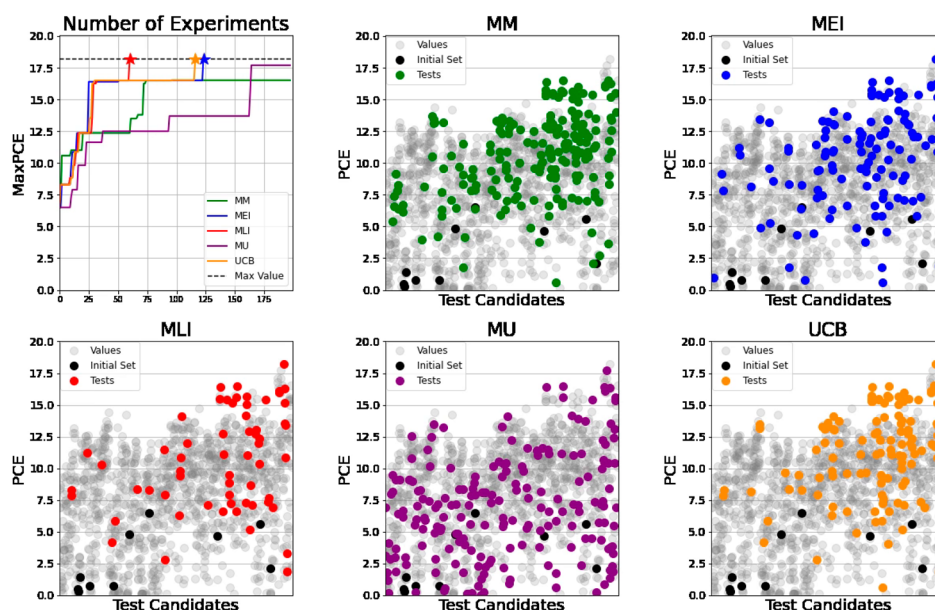 Number of Experiments
MaxPCE
20.0
17.5
15.0
12.5
10.0
7.5
5.0
2.5
0.0
MM
MEI
MLI
MU
UCB
Max Value
0 25 50 75 100 125 150 175
MM
PCE
20.0
17.5
15.0
12.5
10.0
7.5
5.0
2.5
0.0
Values
Initial Set
Tests
Test Candidates
MEI
PCE
20.0
17.5
15.0
12.5
10.0
7.5
5.0
2.5
0.0
Values
Initial Set
Tests
Test Candidates
MLI
PCE
20.0
17.5
15.0
12.5
10.0
7.5
5.0
2.5
0.0
Values
Initial Set
Tests
Test Candidates
MU
PCE
20.0
17.5
15.0
12.5
10.0
7.5
5.0
2.5
0.0
Values
Initial Set
Tests
Test Candidates
UCB
PCE
20.0
17.5
15.0
12.5
10.0
7.5
5.0
2.5
0.0
Values
Initial Set
Tests
Test Candidates